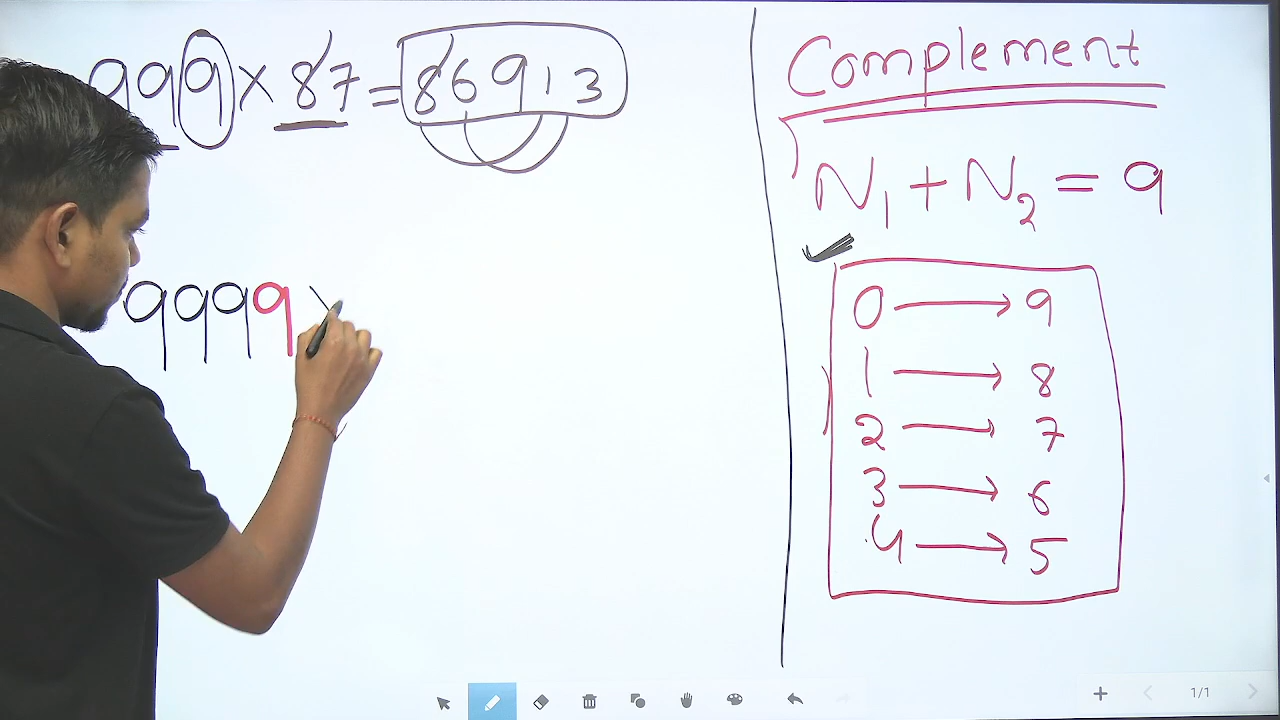 999 × 87 = 86913
9999 ×
Complement
N₁ + N₂ = 9
0 → 9
1 → 8
2 → 7
3 → 6
4 → 5
1/1